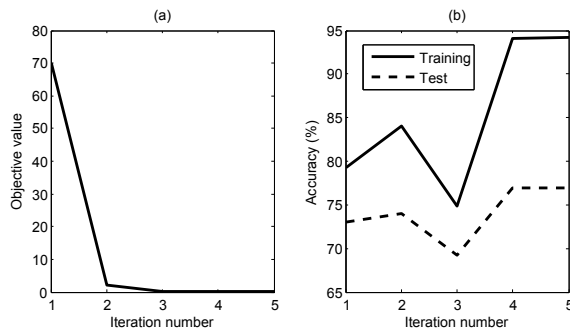 (a)
80
70
60
50
40
30
20
10
0
Objective value
1 2 3 4 5
Iteration number
(b)
95
90
85
80
75
70
65
Accuracy (%)
Training
Test
1 2 3 4 5
Iteration number